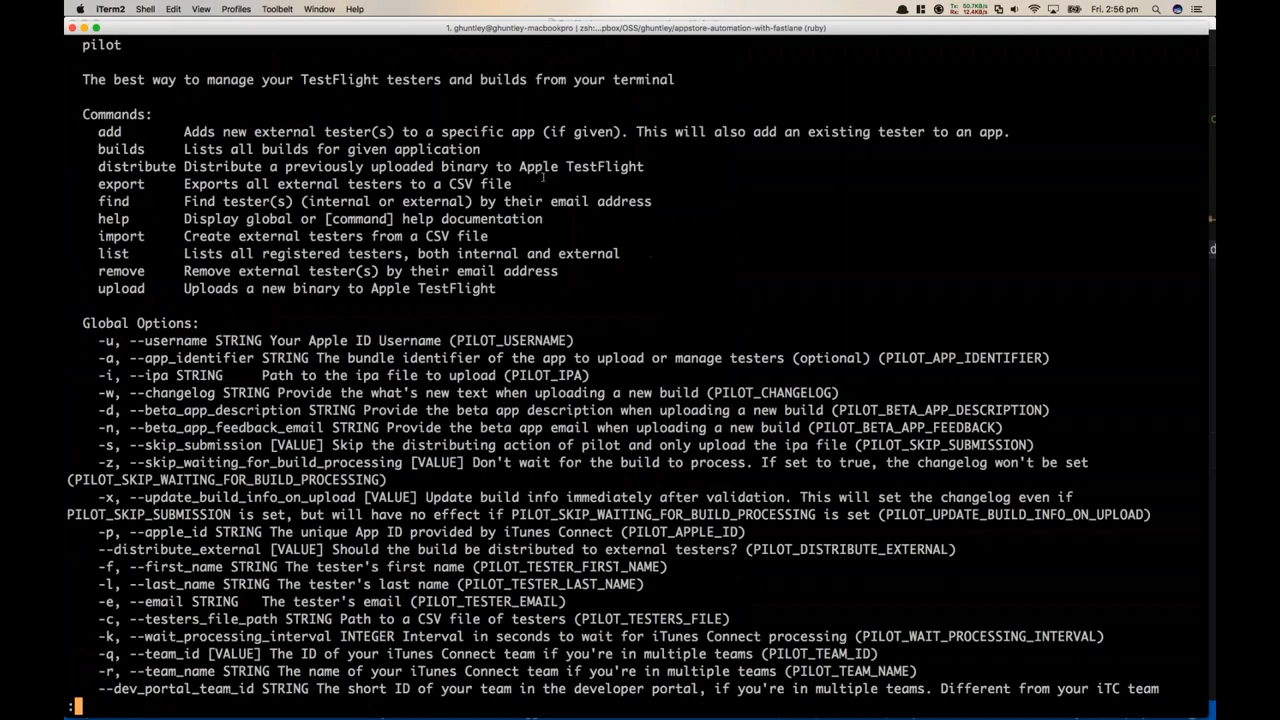 iTerm2 Shell Edit View Profiles Toolbelt Window Help
Tx: 50.7KB/s
Rx: 12.4KB/s
Fri. 2:56 pm
1. ghuntley@ghuntley-macbookpro | zsh:...pbox/OSS/ghuntley/appstore-automation-with-fastlane (ruby)
pilot
The best way to manage your TestFlight testers and builds from your terminal
Commands:
add Adds new external tester(s) to a specific app (if given). This will also add an existing tester to an app.
builds Lists all builds for given application
distribute Distribute a previously uploaded binary to Apple TestFlight
export Exports all external testers to a CSV file
find Find tester(s) (internal or external) by their email address
help Display global or [command] help documentation
import Create external testers from a CSV file
list Lists all registered testers, both internal and external
remove Remove external tester(s) by their email address
upload Uploads a new binary to Apple TestFlight
Global Options:
-u, --username STRING Your Apple ID Username (PILOT_USERNAME)
-a, --app_identifier STRING The bundle identifier of the app to upload or manage testers (optional) (PILOT_APP_IDENTIFIER)
-i, --ipa STRING Path to the ipa file to upload (PILOT_IPA)
-w, --changelog STRING Provide the what's new text when uploading a new build (PILOT_CHANGELOG)
-d, --beta_app_description STRING Provide the beta app description when uploading a new build (PILOT_BETA_APP_DESCRIPTION)
-n, --beta_app_feedback_email STRING Provide the beta app email when uploading a new build (PILOT_BETA_APP_FEEDBACK)
-s, --skip_submission [VALUE] Skip the distributing action of pilot and only upload the ipa file (PILOT_SKIP_SUBMISSION)
-z, --skip_waiting_for_build_processing [VALUE] Don't wait for the build to process. If set to true, the changelog won't be set
(PILOT_SKIP_WAITING_FOR_BUILD_PROCESSING)
-x, --update_build_info_on_upload [VALUE] Update build info immediately after validation. This will set the changelog even if
PILOT_SKIP_SUBMISSION is set, but will have no effect if PILOT_SKIP_WAITING_FOR_BUILD_PROCESSING is set (PILOT_UPDATE_BUILD_INFO_ON_UPLOAD)
-p, --apple_id STRING The unique App ID provided by iTunes Connect (PILOT_APPLE_ID)
--distribute_external [VALUE] Should the build be distributed to external testers? (PILOT_DISTRIBUTE_EXTERNAL)
-f, --first_name STRING The tester's first name (PILOT_TESTER_FIRST_NAME)
-l, --last_name STRING The tester's last name (PILOT_TESTER_LAST_NAME)
-e, --email STRING The tester's email (PILOT_TESTER_EMAIL)
-c, --testers_file_path STRING Path to a CSV file of testers (PILOT_TESTERS_FILE)
-k, --wait_processing_interval INTEGER Interval in seconds to wait for iTunes Connect processing (PILOT_WAIT_PROCESSING_INTERVAL)
-q, --team_id [VALUE] The ID of your iTunes Connect team if you're in multiple teams (PILOT_TEAM_ID)
-r, --team_name STRING The name of your iTunes Connect team if you're in multiple teams (PILOT_TEAM_NAME)
--dev_portal_team_id STRING The short ID of your team in the developer portal, if you're in multiple teams. Different from your iTC team
: